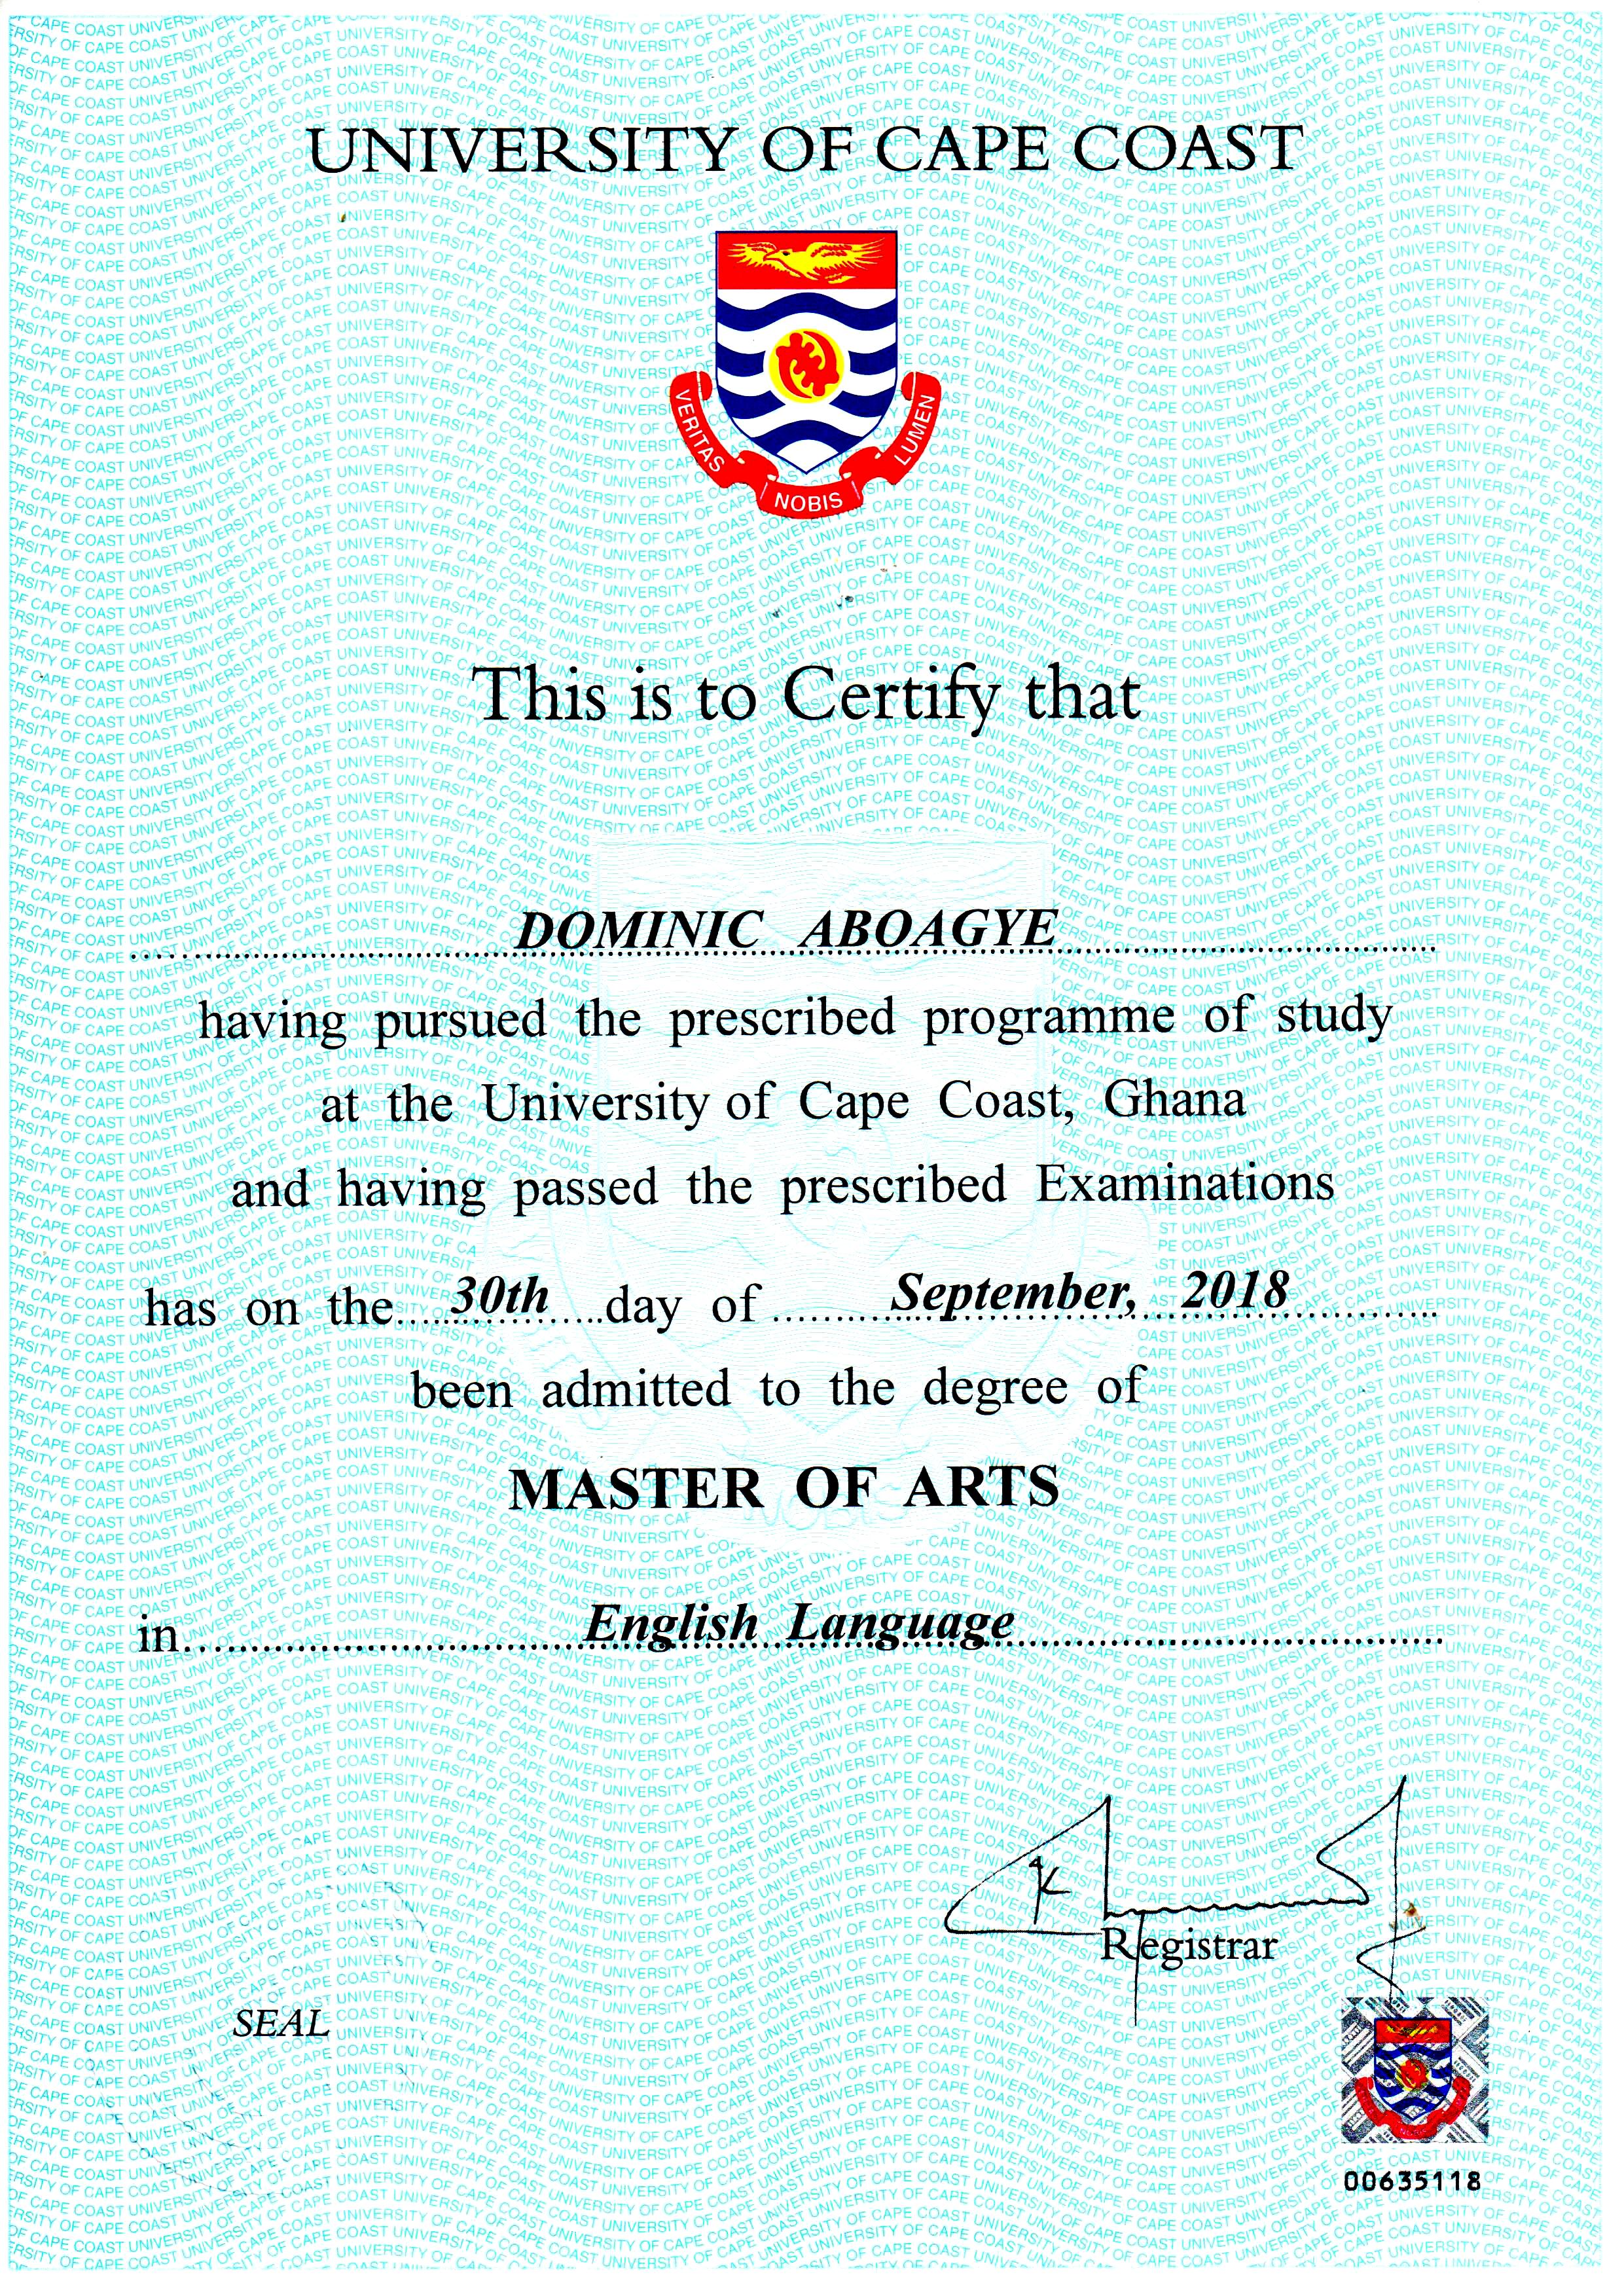 UNIVERSITY OF CAPE COAST
VERITAS NOBIS LUMEN
This is to Certify that
DOMINIC ABOAGYE
having pursued the prescribed programme of study
at the University of Cape Coast, Ghana
and having passed the prescribed Examinations
has on the 30th day of September, 2018
been admitted to the degree of
MASTER OF ARTS
in English Language
Registrar
SEAL
00635118